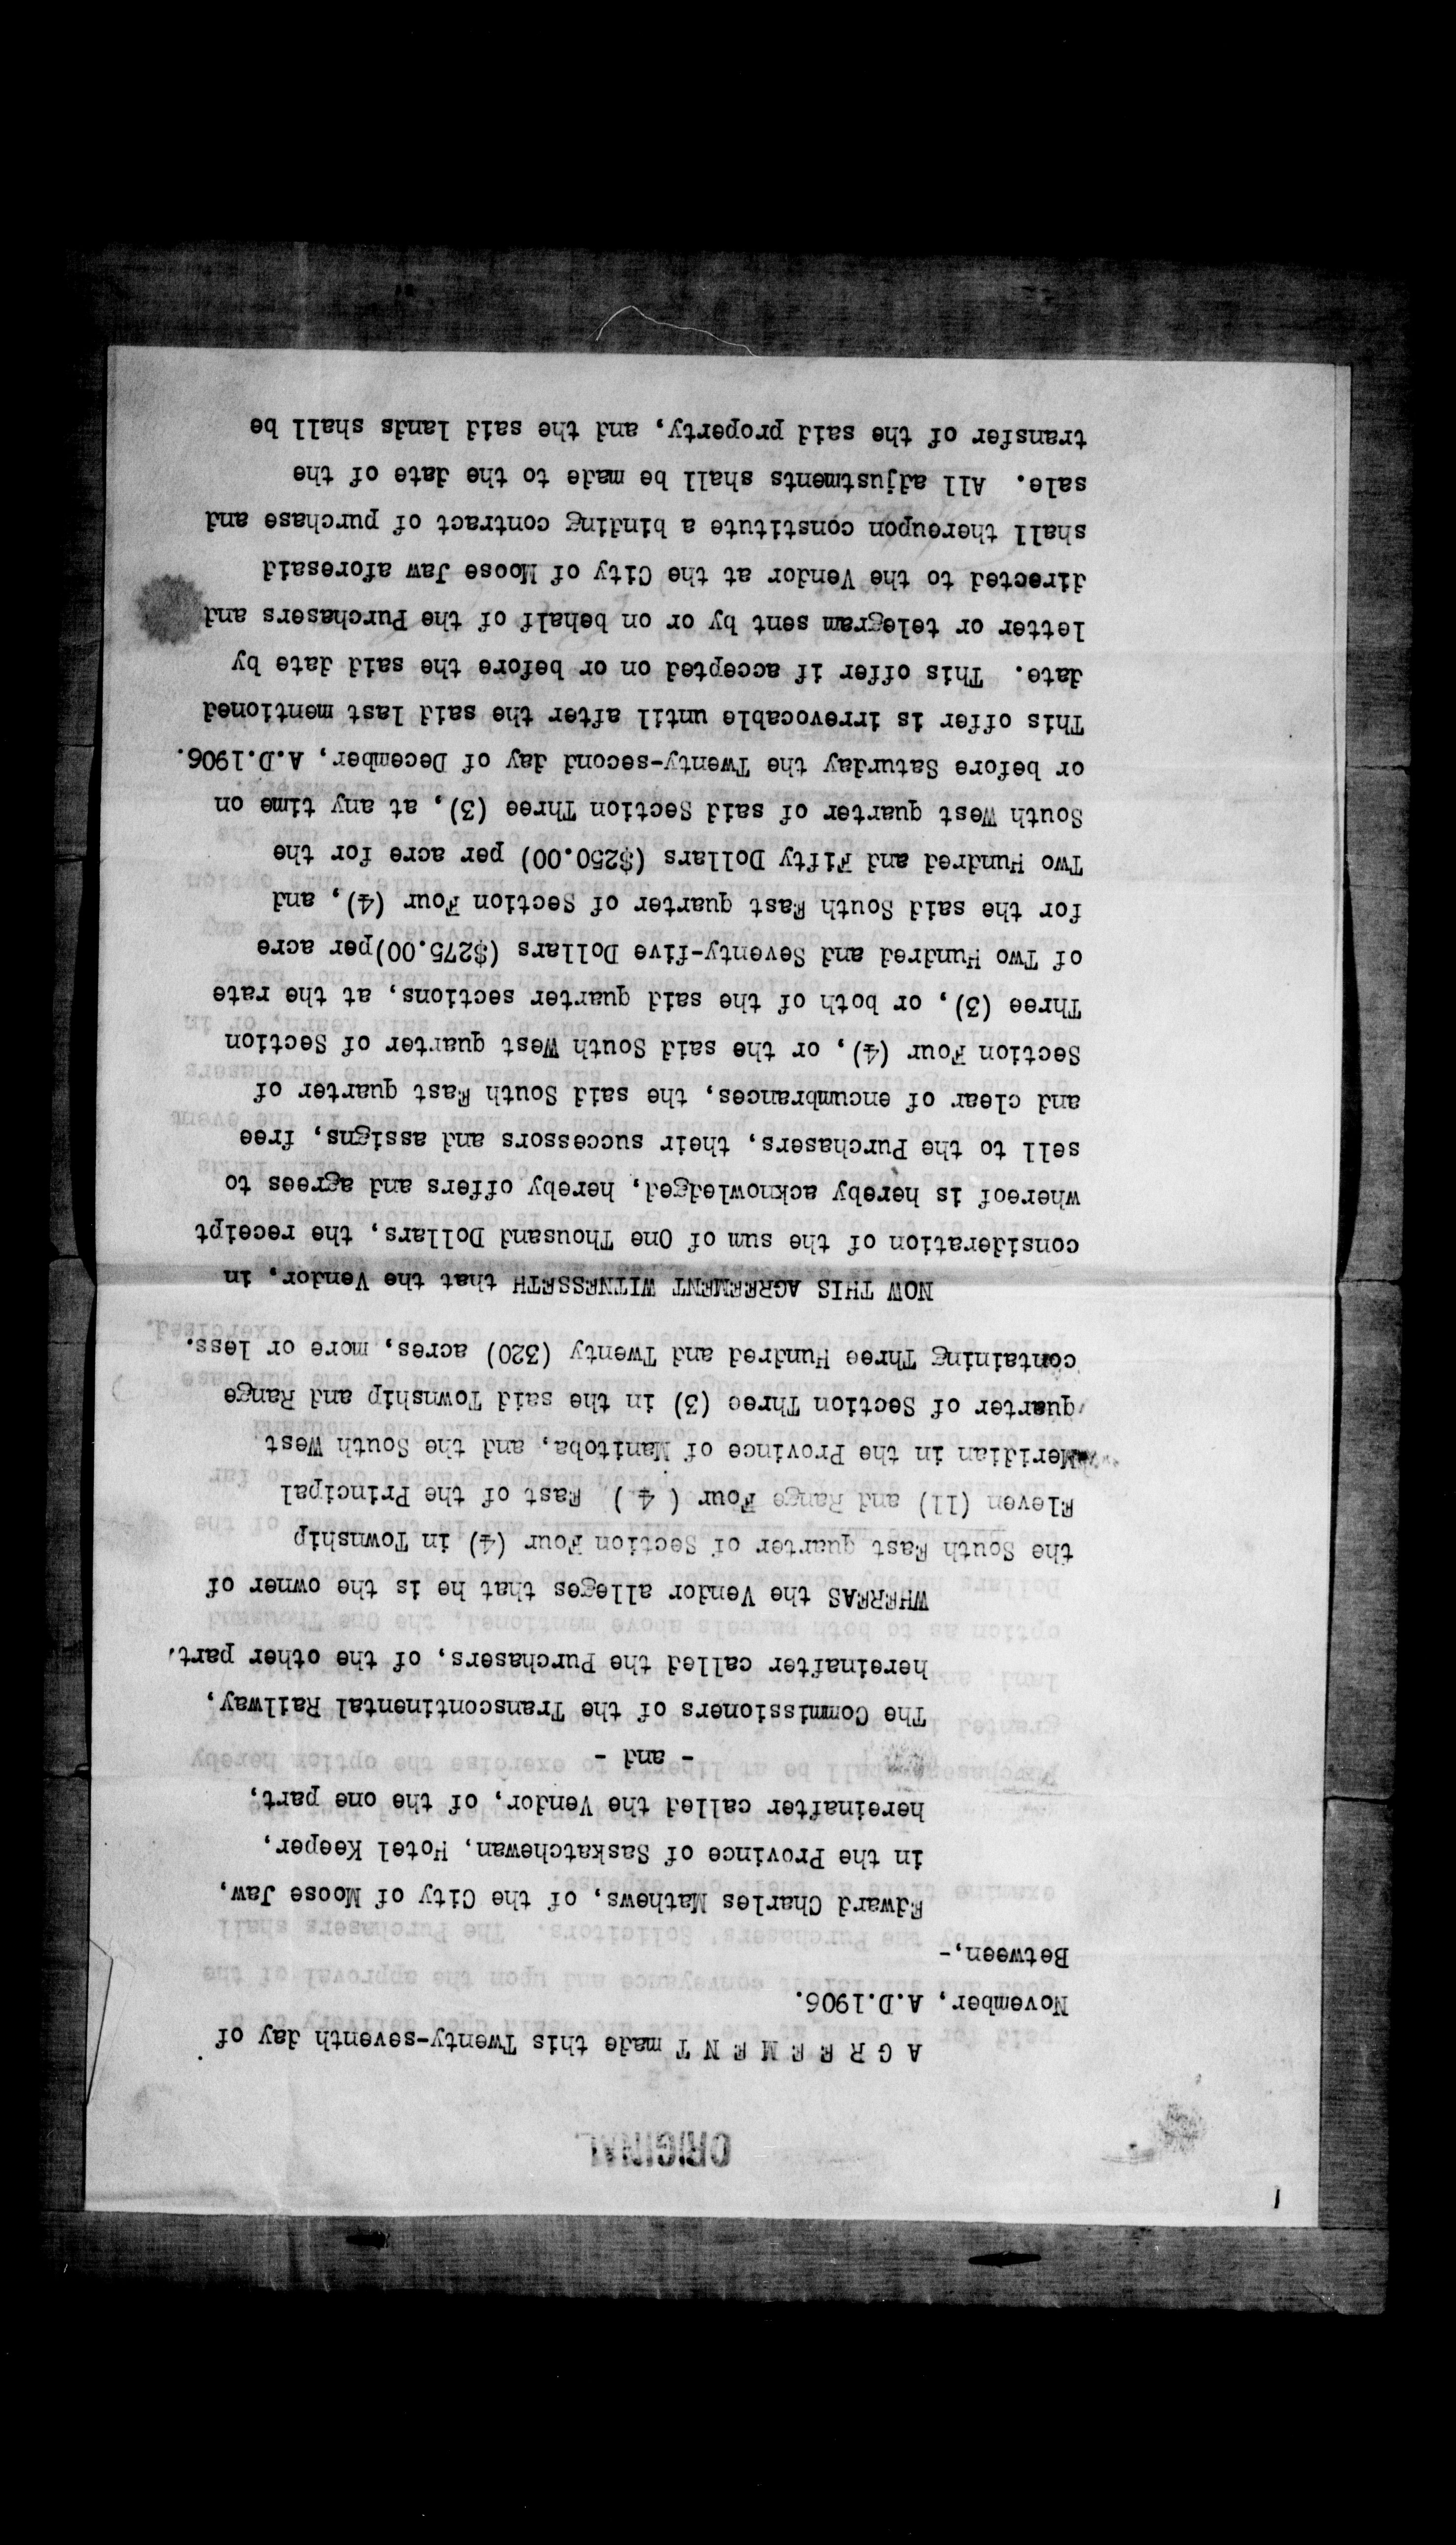 1
ORIGINAL
A G R E E M E N T made this Twenty-seventh day of
November, A.D.1906.
Between,-
Edward Charles Mathews, of the City of Moose Jaw,
in the Province of Saskatchewan, Hotel Keeper,
hereinafter called the Vendor, of the one part,
- and -
The Commissioners of the Transcontinental Railway,
hereinafter called the Purchasers, of the other part.
WHEREAS the Vendor alleges that he is the owner of
the South East quarter of Section Four (4) in Township
Eleven (11) and Range Four ( 4 ) East of the Principal
Meridian in the Province of Manitoba, and the South West
quarter of Section Three (3) in the said Township and Range
containing Three Hundred and Twenty (320) acres, more or less.
NOW THIS AGREEMENT WITNESSETH that the Vendor, in
consideration of the sum of One Thousand Dollars, the receipt
whereof is hereby acknowledged, hereby offers and agrees to
sell to the Purchasers, their successors and assigns, free
and clear of encumbrances, the said South East quarter of
Section Four (4), or the said South West quarter of Section
Three (3), or both of the said quarter sections, at the rate
of Two Hundred and Seventy-five Dollars ($275.00)per acre
for the said South East quarter of Section Four (4), and
Two Hundred and Fifty Dollars ($250.00) per acre for the
South West quarter of said Section Three (3), at any time on
or before Saturday the Twenty-second day of December, A.D.1906.
This offer is irrevocable until after the said last mentioned
date.  This offer if accepted on or before the said date by
letter or telegram sent by or on behalf of the Purchasers and
directed to the Vendor at the City of Moose Jaw aforesaid
shall thereupon constitute a binding contract of purchase and
sale.  All adjustments shall be made to the date of the
transfer of the said property, and the said lands shall be